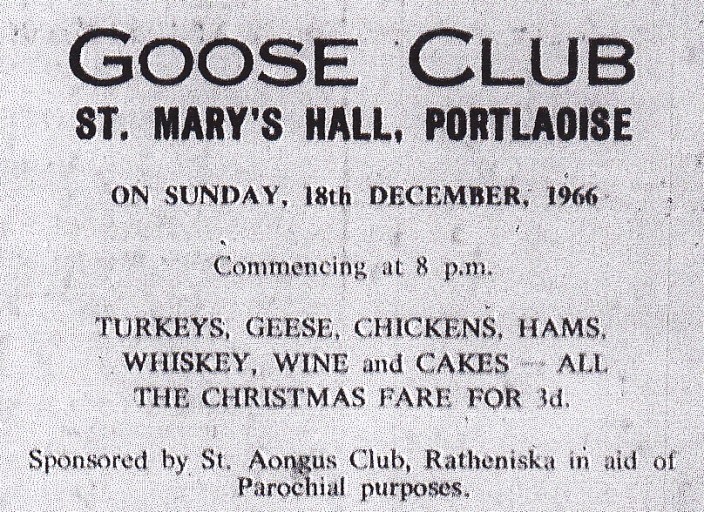 GOOSE CLUB
ST. MARY'S HALL, PORTLAOISE
ON SUNDAY, 18th DECEMBER, 1966
Commencing at 8 p.m.
TURKEYS, GEESE, CHICKENS, HAMS,
WHISKEY, WINE and CAKES — ALL
THE CHRISTMAS FARE FOR 3d.
Sponsored by St. Aongus Club, Ratheniska in aid of
Parochial purposes.